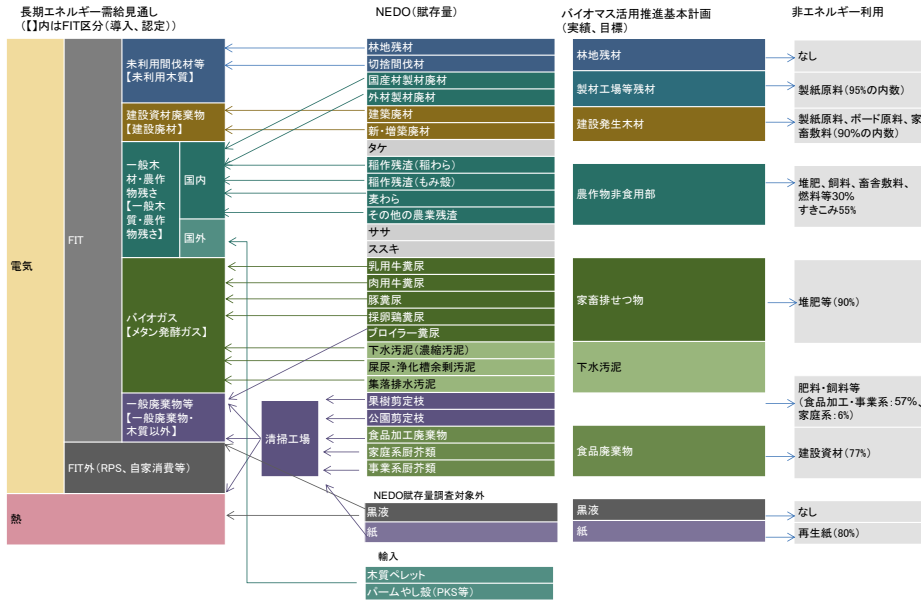 長期エネルギー需給見通し
(【】内はFIT区分(導入、認定))
電気
熱
FIT
FIT外(RPS、自家消費等)
未利用間伐材等
【未利用木質】
建設資材廃棄物
【建設廃材】
一般木
材・農作
物残さ
【一般木
質・農作
物残さ】
国内
国外
バイオガス
【メタン発酵ガス】
一般廃棄物等
【一般廃棄物・
木質以外】
清掃工場
NEDO(賦存量)
林地残材
切捨間伐材
国産材製材廃材
外材製材廃材
建築廃材
新・増築廃材
タケ
稲作残渣(稲わら)
稲作残渣(もみ殻)
麦わら
その他の農業残渣
ササ
ススキ
乳用牛糞尿
肉用牛糞尿
豚糞尿
採卵鶏糞尿
ブロイラー糞尿
下水汚泥(濃縮汚泥)
屎尿・浄化槽余剰汚泥
集落排水汚泥
果樹剪定枝
公園剪定枝
食品加工廃棄物
家庭系厨芥類
事業系厨芥類
NEDO賦存量調査対象外
黒液
紙
輸入
木質ペレット
パームやし殻(PKS等)
バイオマス活用推進基本計画
(実績、目標)
林地残材
製材工場等残材
建設発生木材
農作物非食用部
家畜排せつ物
下水汚泥
食品廃棄物
黒液
紙
非エネルギー利用
なし
製紙原料(95%の内数)
製紙原料、ボード原料、家
畜敷料(90%の内数)
堆肥、飼料、畜舎敷料、
燃料等30%
すきこみ55%
堆肥等(90%)
肥料・飼料等
(食品加工・事業系:57%、
家庭系:6%)
建設資材(77%)
なし
再生紙(80%)